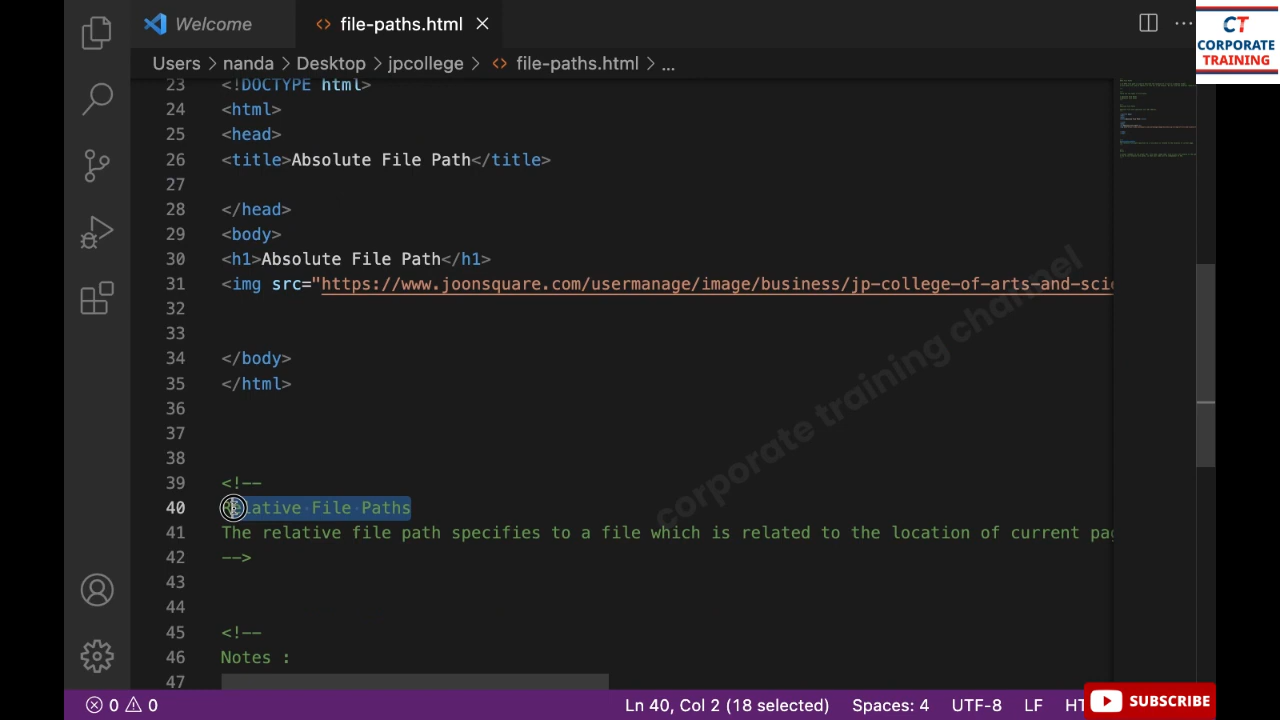 Welcome
<> file-paths.html
CT
CORPORATE
TRAINING
Users > nanda > Desktop > jpcollege > <> file-paths.html > ...
23 <!DOCTYPE html>
24 <html>
25 <head>
26 <title>Absolute File Path</title>
27
28 </head>
29 <body>
30 <h1>Absolute File Path</h1>
31 <img src="https://www.joonsquare.com/usermanage/image/business/jp-college-of-arts-and-scie
32
33
34 </body>
35 </html>
36
37
38
39 <!--
40 Relative File Paths
41 The relative file path specifies to a file which is related to the location of current pag
42 -->
43
44
45 <!--
46 Notes :
47
corporate training channel
0 0
Ln 40, Col 2 (18 selected) Spaces: 4 UTF-8 LF HT
SUBSCRIBE